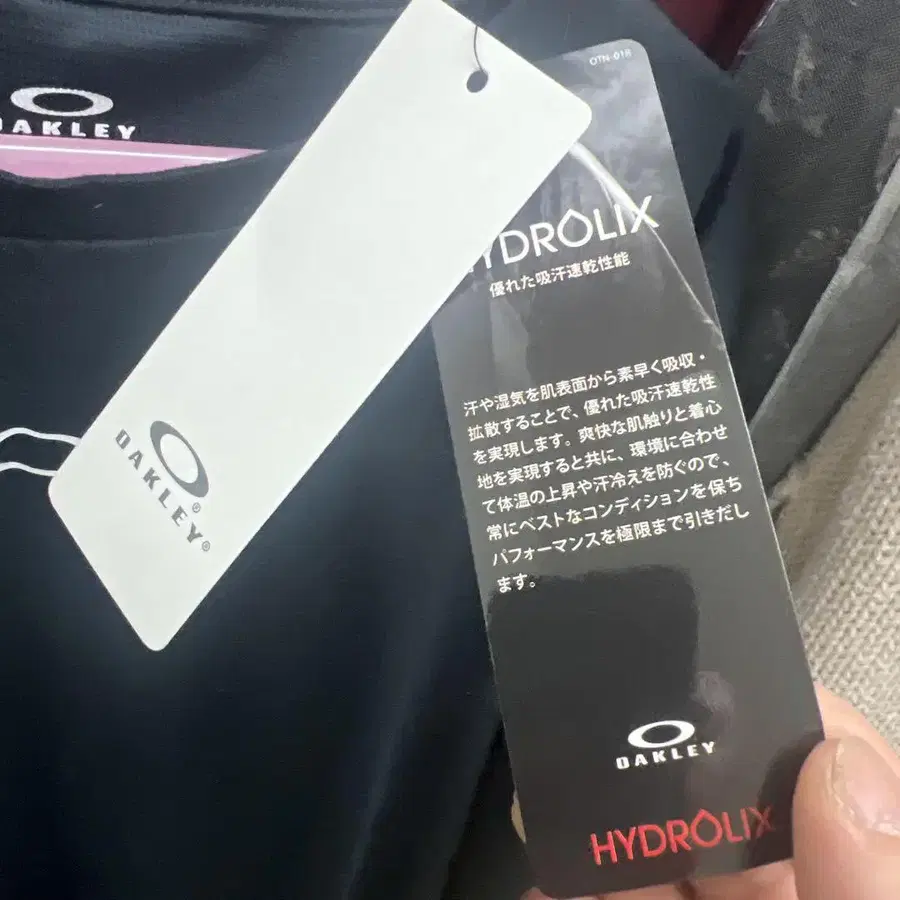 OAKLEY
OTN-018
HYDROLIX
優れた吸汗速乾性能
汗や湿気を肌表面から素早く吸収・
拡散することで、優れた吸汗速乾性
を実現します。爽快な肌触りと着心
地を実現すると共に、環境に合わせ
て体温の上昇や汗冷えを防ぐので、
常にベストなコンディションを保ち
パフォーマンスを極限まで引きだし
ます。
OAKLEY®
OAKLEY
HYDROLIX